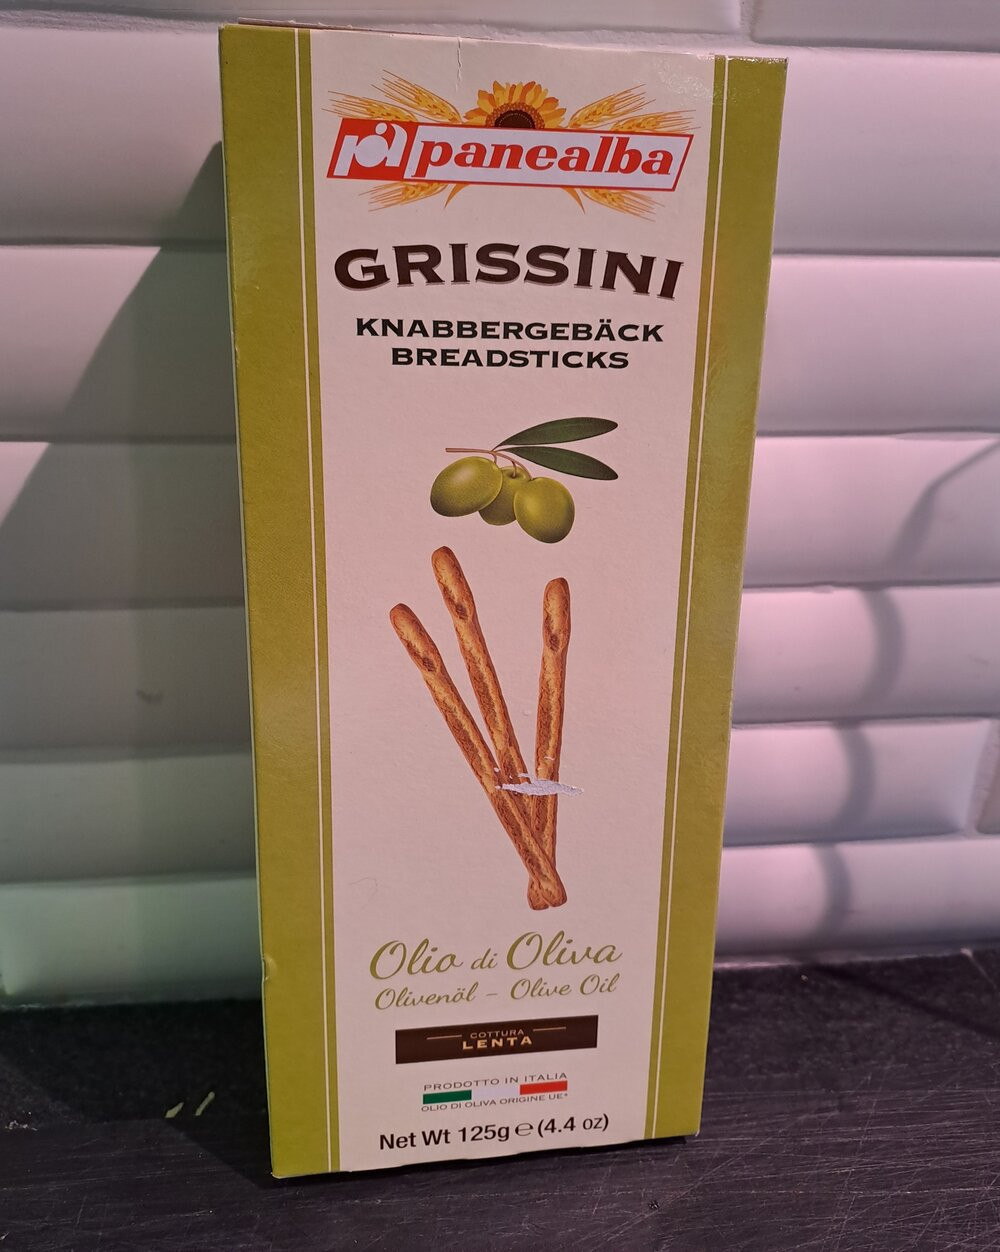 pa panealba
GRISSINI
KNABBERGEBÄCK
BREADSTICKS
Olio di Oliva
Olivenöl – Olive Oil
COTTURA
LENTA
PRODOTTO IN ITALIA
OLIO DI OLIVA ORIGINE UE*
Net Wt 125g ℮ (4.4 oz)